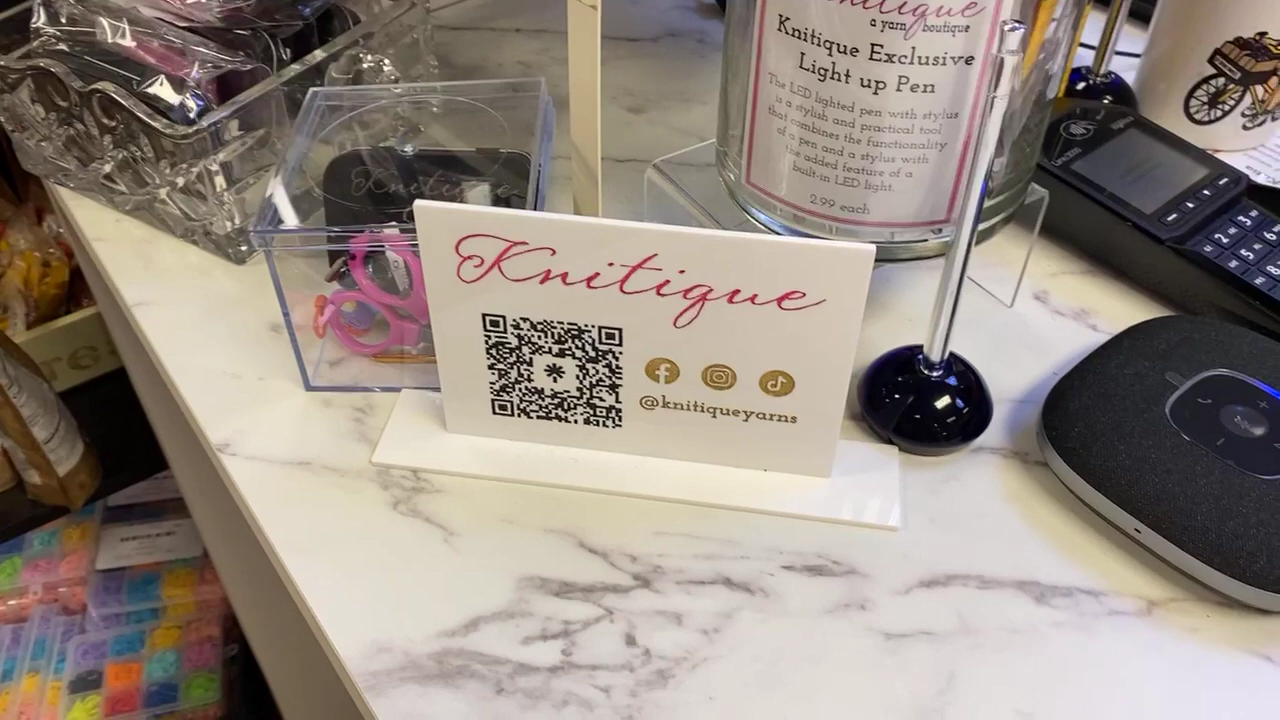 Knitique
a yarn boutique
Knitique Exclusive
Light up Pen
The LED lighted pen with stylus
is a stylish and practical tool
that combines the functionality
of a pen and a stylus with
the added feature of a
built-in LED light.
2.99 each
Knitique
Knitique
@knitiqueyarns